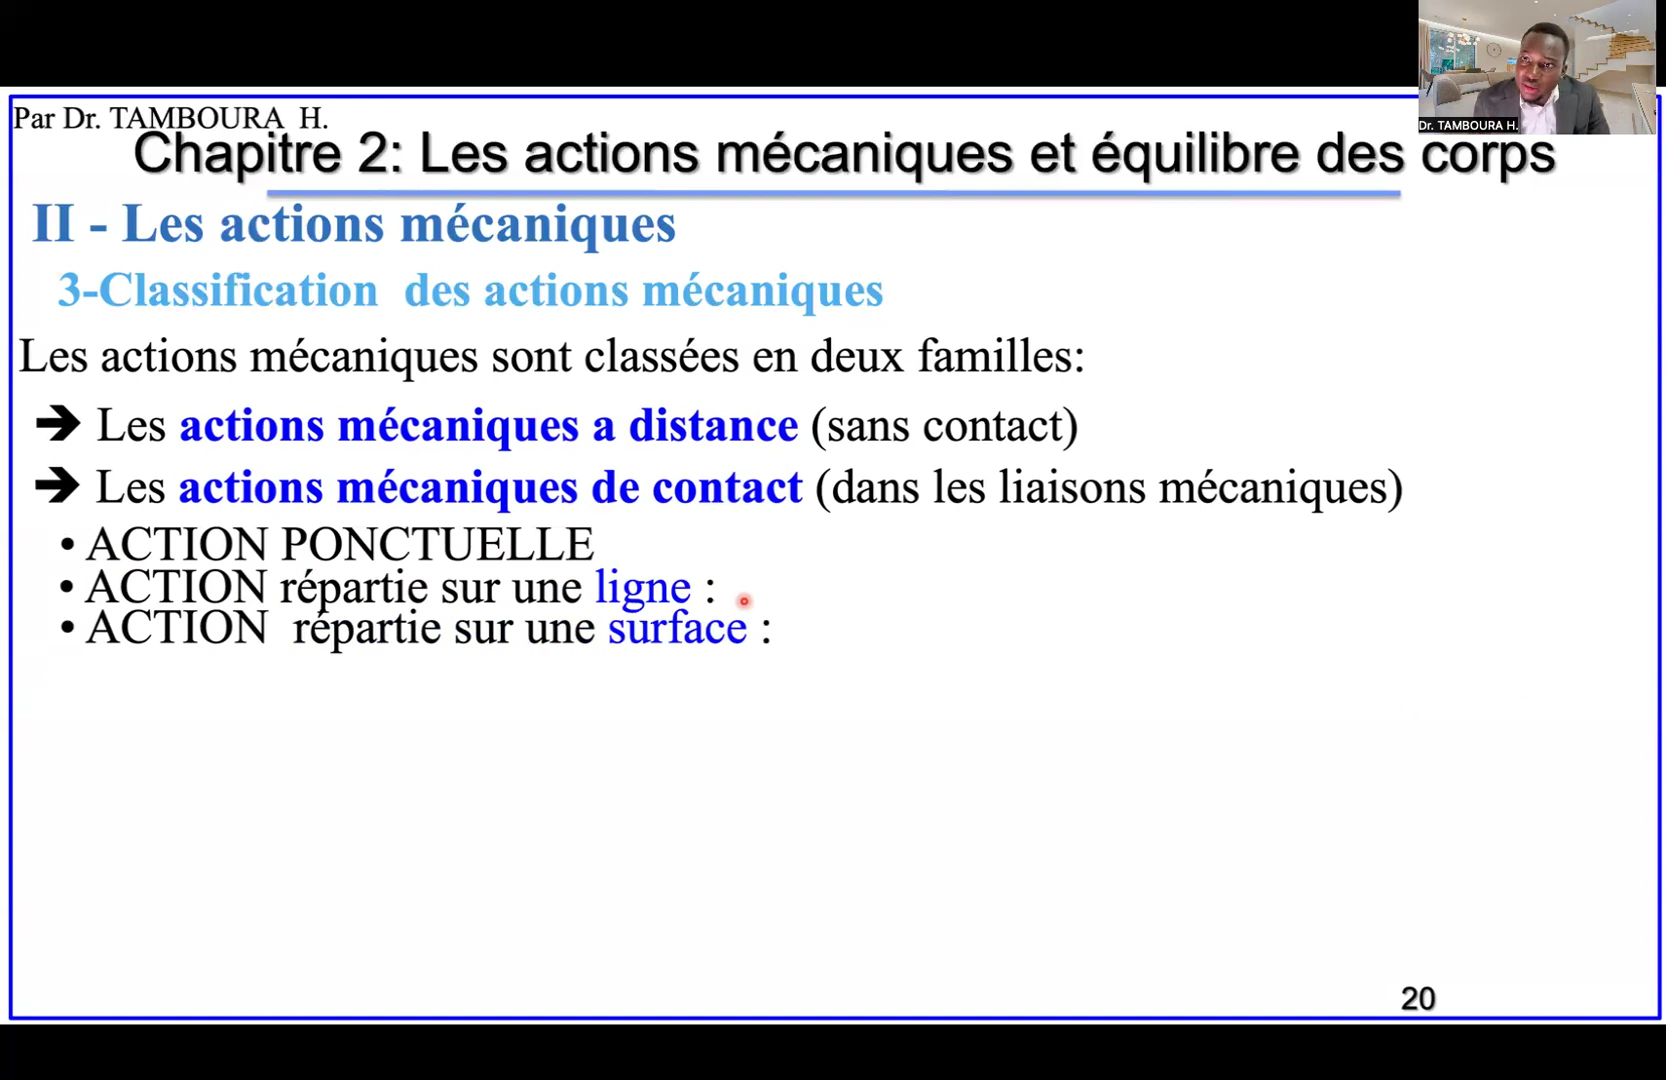 Par Dr. TAMBOURA H.
Dr. TAMBOURA H.
Chapitre 2: Les actions mécaniques et équilibre des corps
II - Les actions mécaniques
3-Classification des actions mécaniques
Les actions mécaniques sont classées en deux familles:
➔ Les actions mécaniques a distance (sans contact)
➔ Les actions mécaniques de contact (dans les liaisons mécaniques)
• ACTION PONCTUELLE
• ACTION répartie sur une ligne :
• ACTION répartie sur une surface :
20